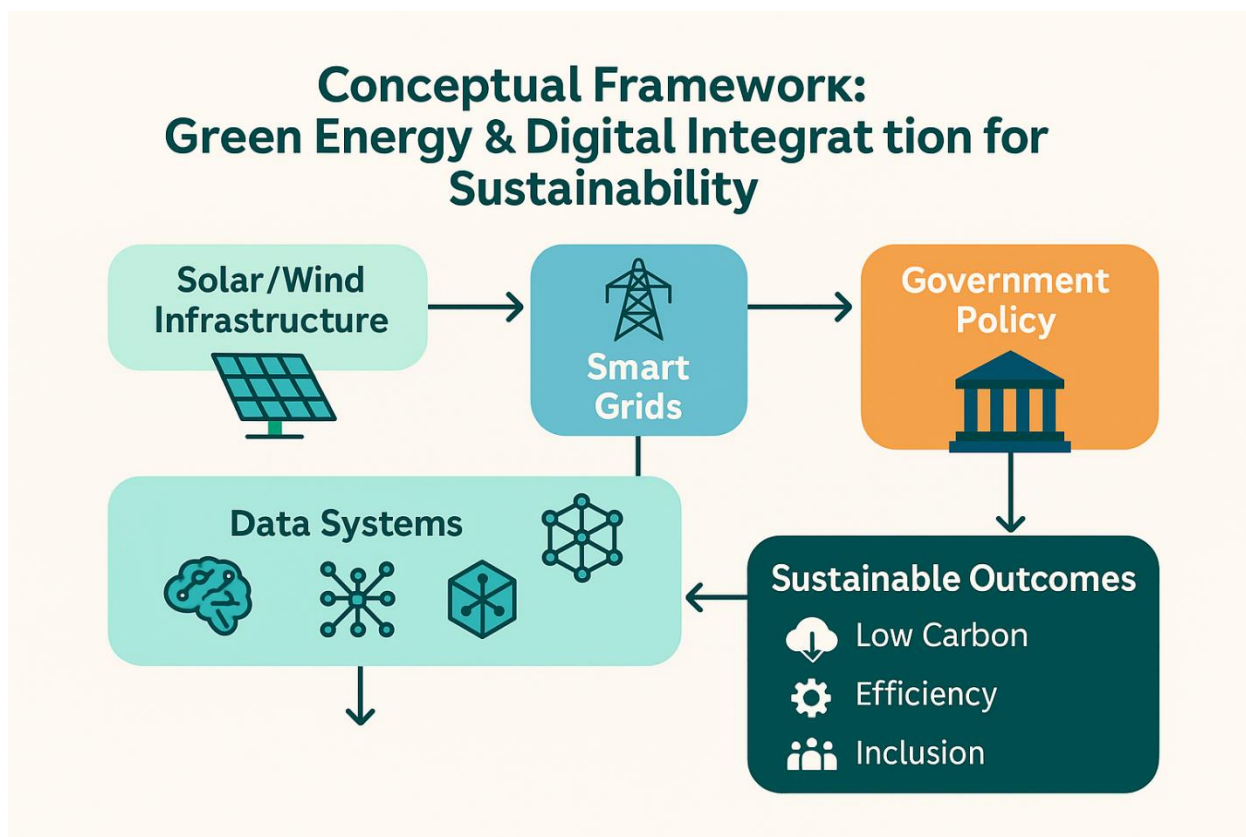 Conceptual Framework:
Green Energy & Digital Integrat tion for
Sustainability
Solar/Wind
Infrastructure
Smart
Grids
Government
Policy
Data Systems
Sustainable Outcomes
Low Carbon
Efficiency
Inclusion